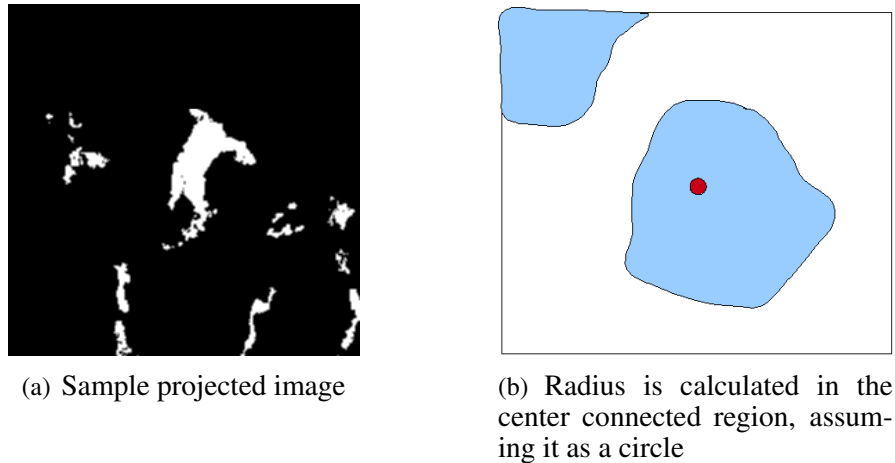 (a) Sample projected image
(b) Radius is calculated in the
center connected region, assum-
ing it as a circle